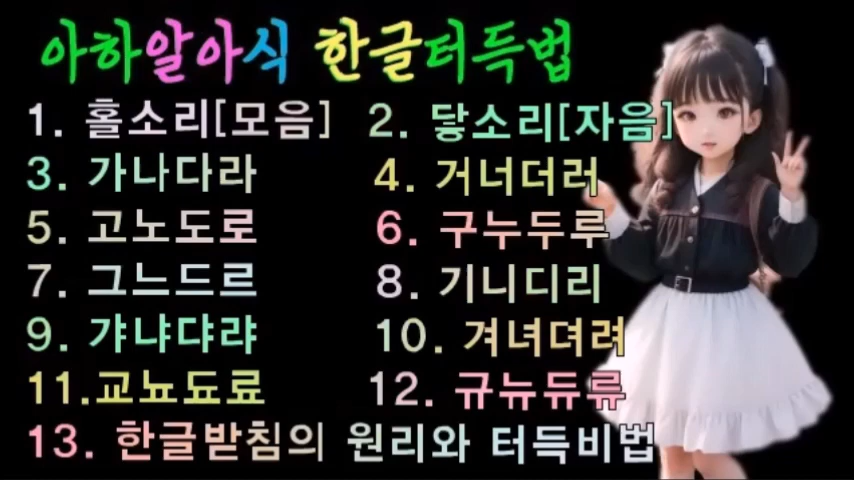 아하알아식 한글터득법
1. 홀소리[모음] 2. 닿소리[자음]
3. 가나다라 4. 거너더러
5. 고노도로 6. 구누두루
7. 그느드르 8. 기니디리
9. 갸냐댜랴 10. 겨녀뎌려
11.교뇨됴료 12. 규뉴듀류
13. 한글받침의 원리와 터득비법